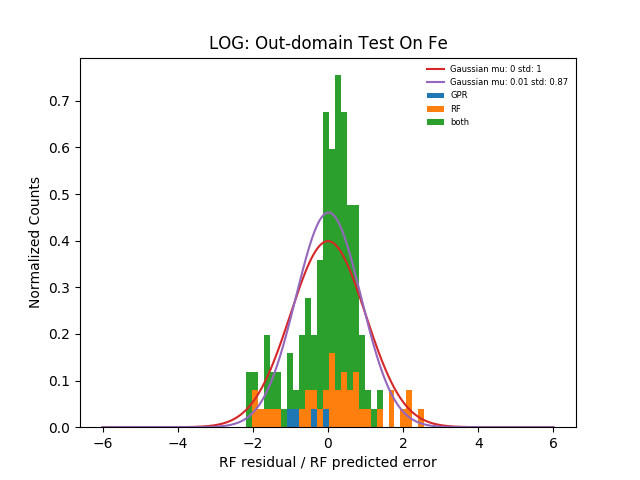 LOG: Out-domain Test On Fe
Gaussian mu: 0 std: 1
Gaussian mu: 0.01 std: 0.87
GPR
RF
both
Normalized Counts
0.7
0.6
0.5
0.4
0.3
0.2
0.1
0.0
−6 −4 −2 0 2 4 6
RF residual / RF predicted error